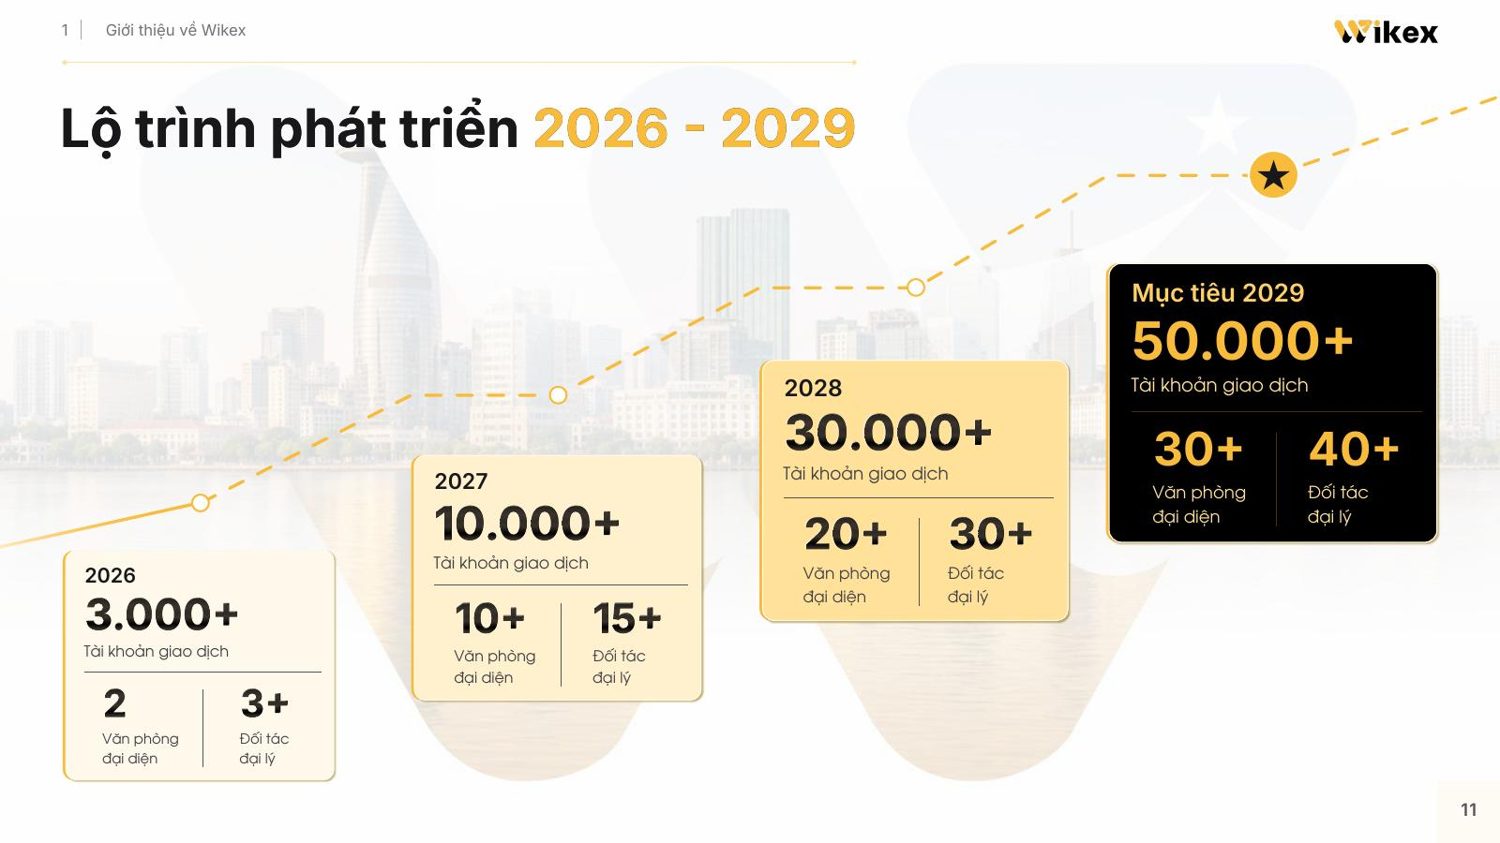 1
Giới thiệu về Wikex
Wikex
Lộ trình phát triển 2026 - 2029
2026
3.000+
Tài khoản giao dịch
2
Văn phòng
đại diện
3+
Đối tác
đại lý
2027
10.000+
Tài khoản giao dịch
10+
Văn phòng
đại diện
15+
Đối tác
đại lý
2028
30.000+
Tài khoản giao dịch
20+
Văn phòng
đại diện
30+
Đối tác
đại lý
Mục tiêu 2029
50.000+
Tài khoản giao dịch
30+
Văn phòng
đại diện
40+
Đối tác
đại lý
11